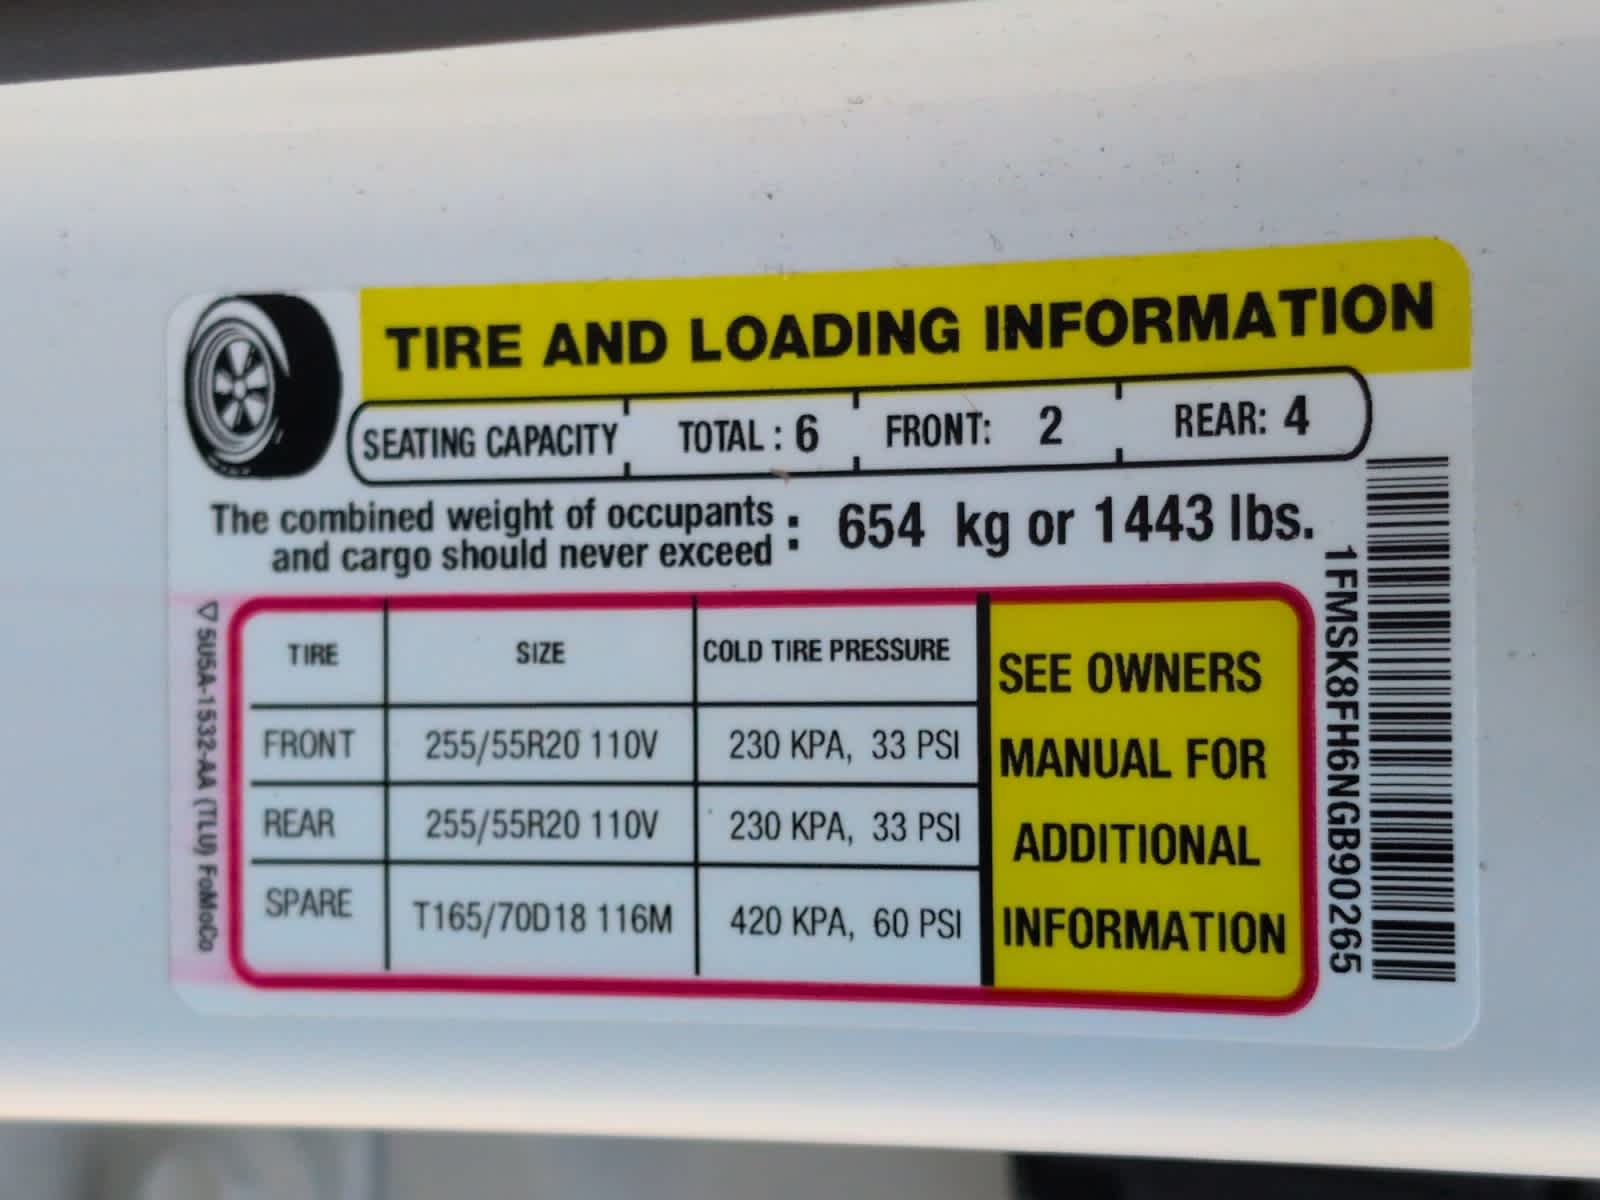 TIRE AND LOADING INFORMATION
SEATING CAPACITY TOTAL : 6 FRONT: 2 REAR: 4
The combined weight of occupants
and cargo should never exceed : 654 kg or 1443 lbs.
TIRE SIZE COLD TIRE PRESSURE
FRONT 255/55R20 110V 230 KPA, 33 PSI
REAR 255/55R20 110V 230 KPA, 33 PSI
SPARE T165/70D18 116M 420 KPA, 60 PSI
SEE OWNERS
MANUAL FOR
ADDITIONAL
INFORMATION
1FMSK8FH6NGB90265
5U5A-1532-AA (TLU) FoMoCo